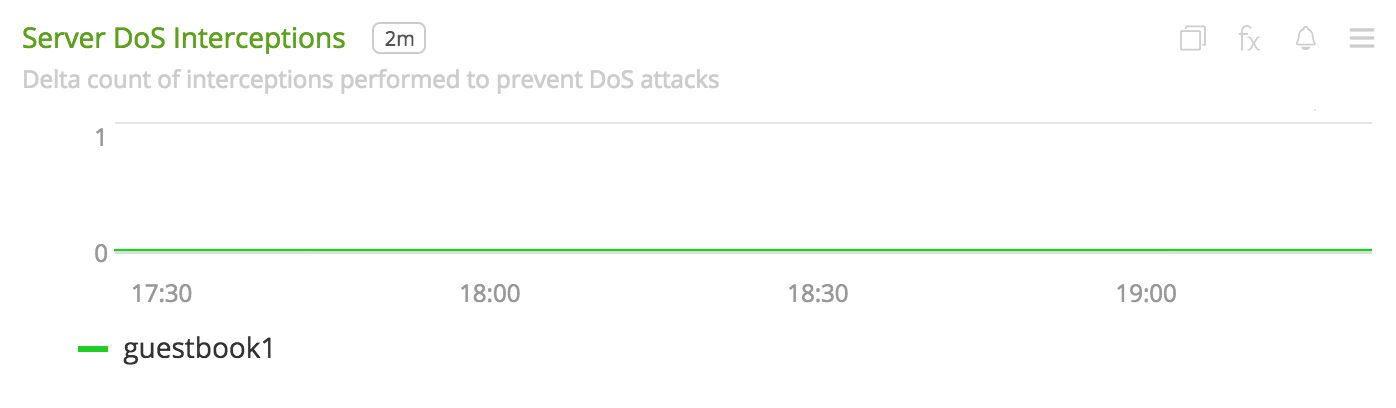 Server DoS Interceptions 2m
fx
Delta count of interceptions performed to prevent DoS attacks
1
0
17:30 18:00 18:30 19:00
guestbook1